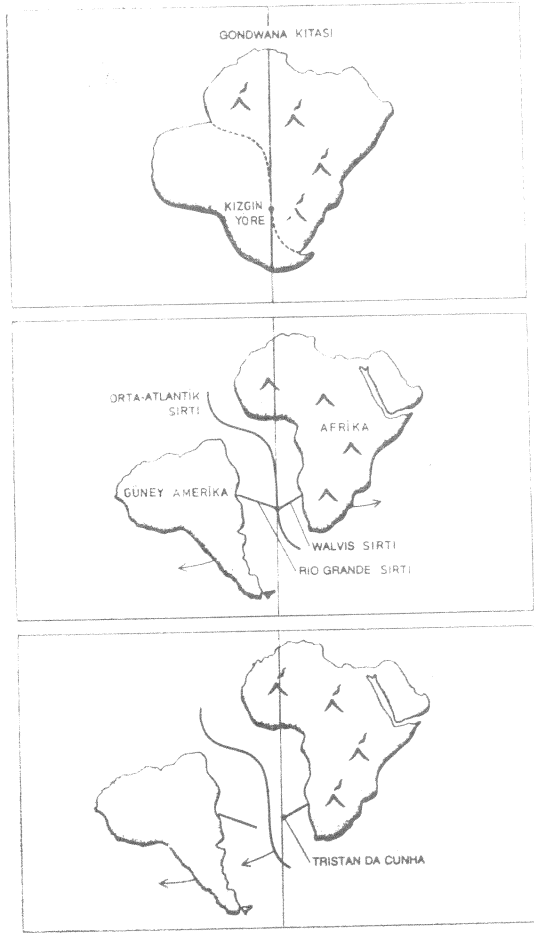 GONDWANA KITASI
KIZGIN
YÖRE
ORTA-ATLANTİK
SIRTI
AFRİKA
GÜNEY AMERİKA
WALVIS SIRTI
RIO GRANDE SIRTI
TRISTAN DA CUNHA